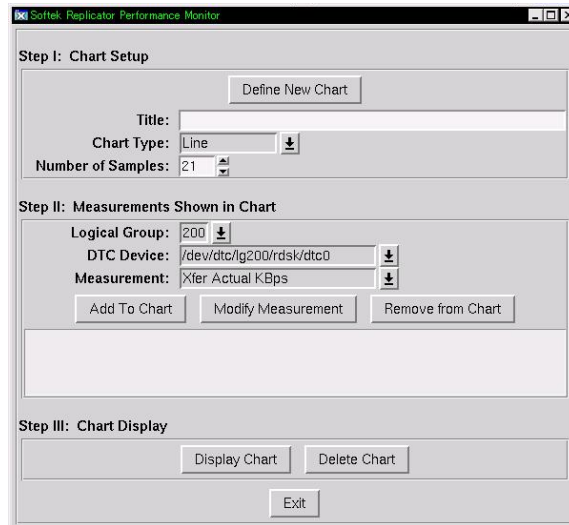 Softek Replicator Performance Monitor
Step I: Chart Setup
Define New Chart
Title:
Chart Type: Line
Number of Samples: 21
Step II: Measurements Shown in Chart
Logical Group: 200
DTC Device: /dev/dtc/lg200/rdsk/dtc0
Measurement: Xfer Actual KBps
Add To Chart Modify Measurement Remove from Chart
Step III: Chart Display
Display Chart Delete Chart
Exit